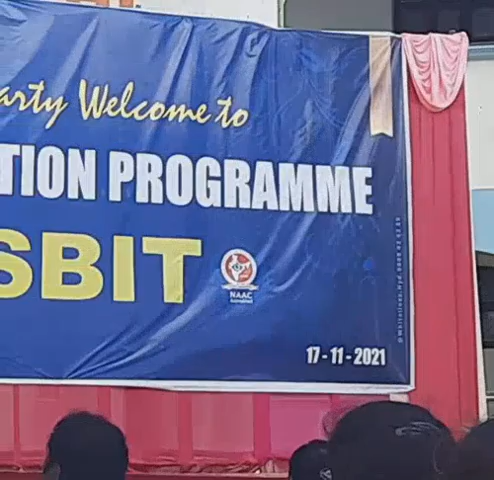 arty Welcome to
TION PROGRAMME
SBIT
NAAC
17-11-2021